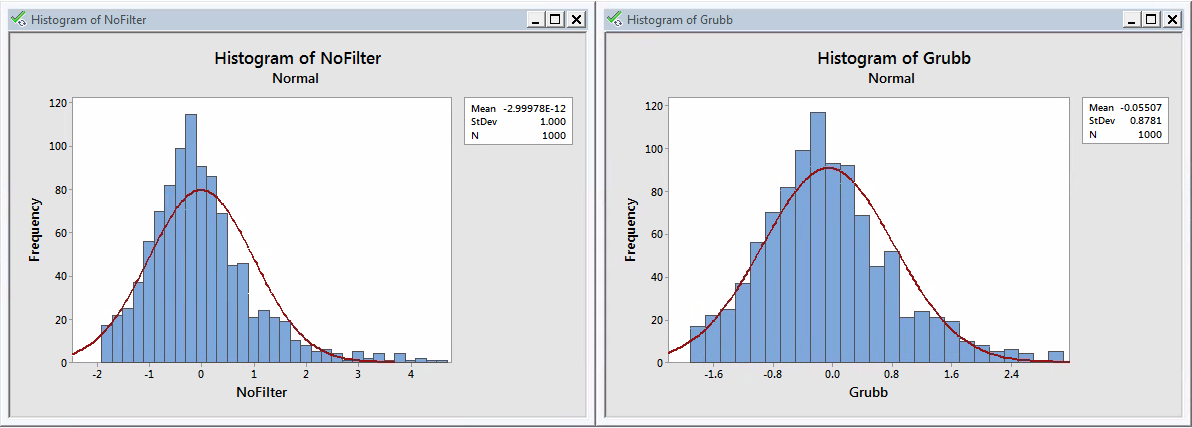 Histogram of NoFilter
Histogram of NoFilter
Normal
Mean -2.99978E-12
StDev 1.000
N 1000
120
100
80
60
40
20
0
Frequency
-2 -1 0 1 2 3 4
NoFilter
Histogram of Grubb
Histogram of Grubb
Normal
Mean -0.05507
StDev 0.8781
N 1000
120
100
80
60
40
20
0
Frequency
-1.6 -0.8 0.0 0.8 1.6 2.4
Grubb